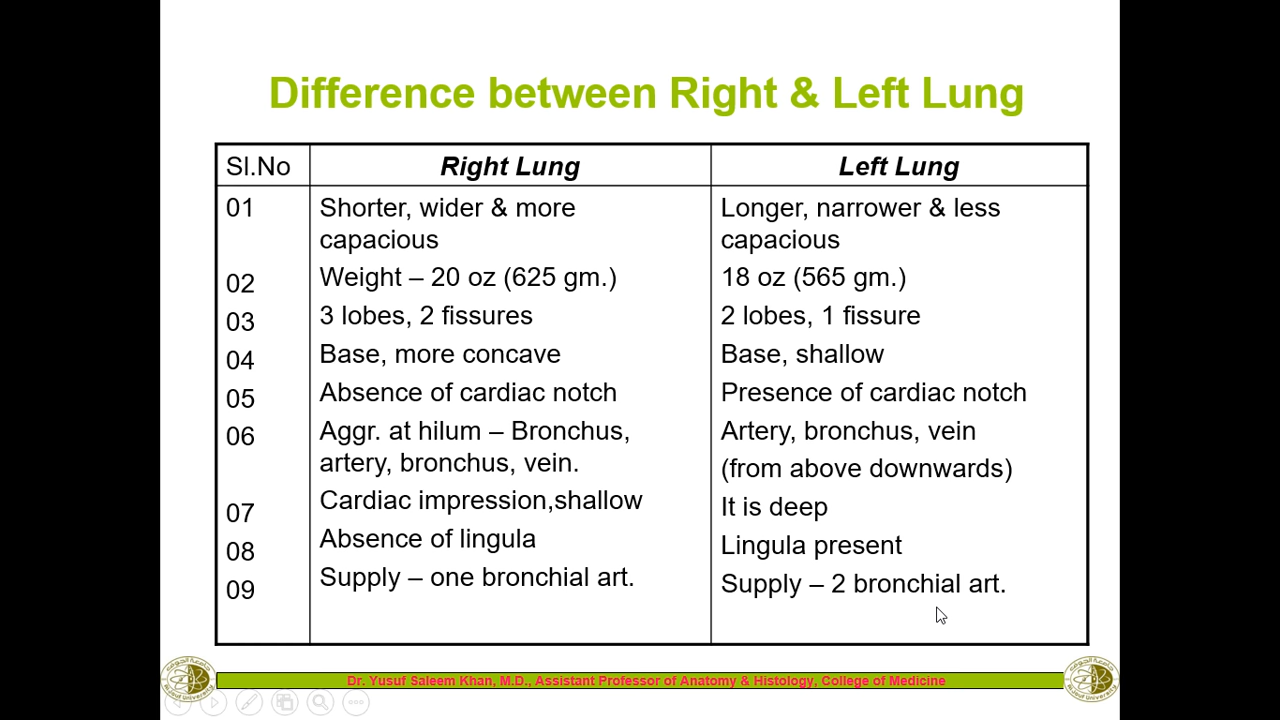 Difference between Right & Left Lung
Sl.No Right Lung Left Lung
01 Shorter, wider & more Longer, narrower & less
capacious capacious
02 Weight – 20 oz (625 gm.) 18 oz (565 gm.)
03 3 lobes, 2 fissures 2 lobes, 1 fissure
04 Base, more concave Base, shallow
05 Absence of cardiac notch Presence of cardiac notch
06 Aggr. at hilum – Bronchus, Artery, bronchus, vein
artery, bronchus, vein. (from above downwards)
07 Cardiac impression,shallow It is deep
08 Absence of lingula Lingula present
09 Supply – one bronchial art. Supply – 2 bronchial art.
Dr. Yusuf Saleem Khan, M.D., Assistant Professor of Anatomy & Histology, College of Medicine